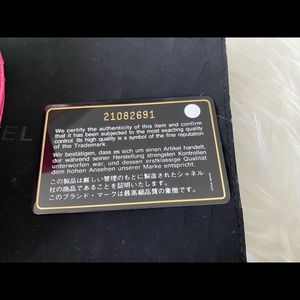 EL
21082691
We certify the authenticity of this item and confirm
that it has been subjected to the most exacting quality
control. Its high quality is a symbol of the fine reputation
of the Trademark.
Wir bestätigen, dass es sich um einen Artikel handelt,
der während seiner Herstellung strengsten Kontrollen
unterworfen war, und dessen erstklassige Qualität
dem hohen Ansehen unserer Marke entspricht.
この製品は厳しい管理のもとに製造されたシャネル
社の商品であることを証明いたします。
このブランド・マークは最高級品質の象徴です。